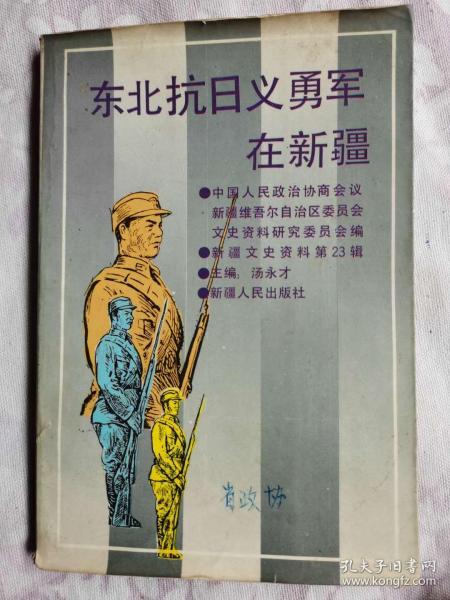 东北抗日义勇军
在新疆
●中国人民政治协商会议
新疆维吾尔自治区委员会
文史资料研究委员会编
●新疆文史资料第23辑
●主编：汤永才
●新疆人民出版社
省政协
孔夫子旧书网
www.kongfz.com